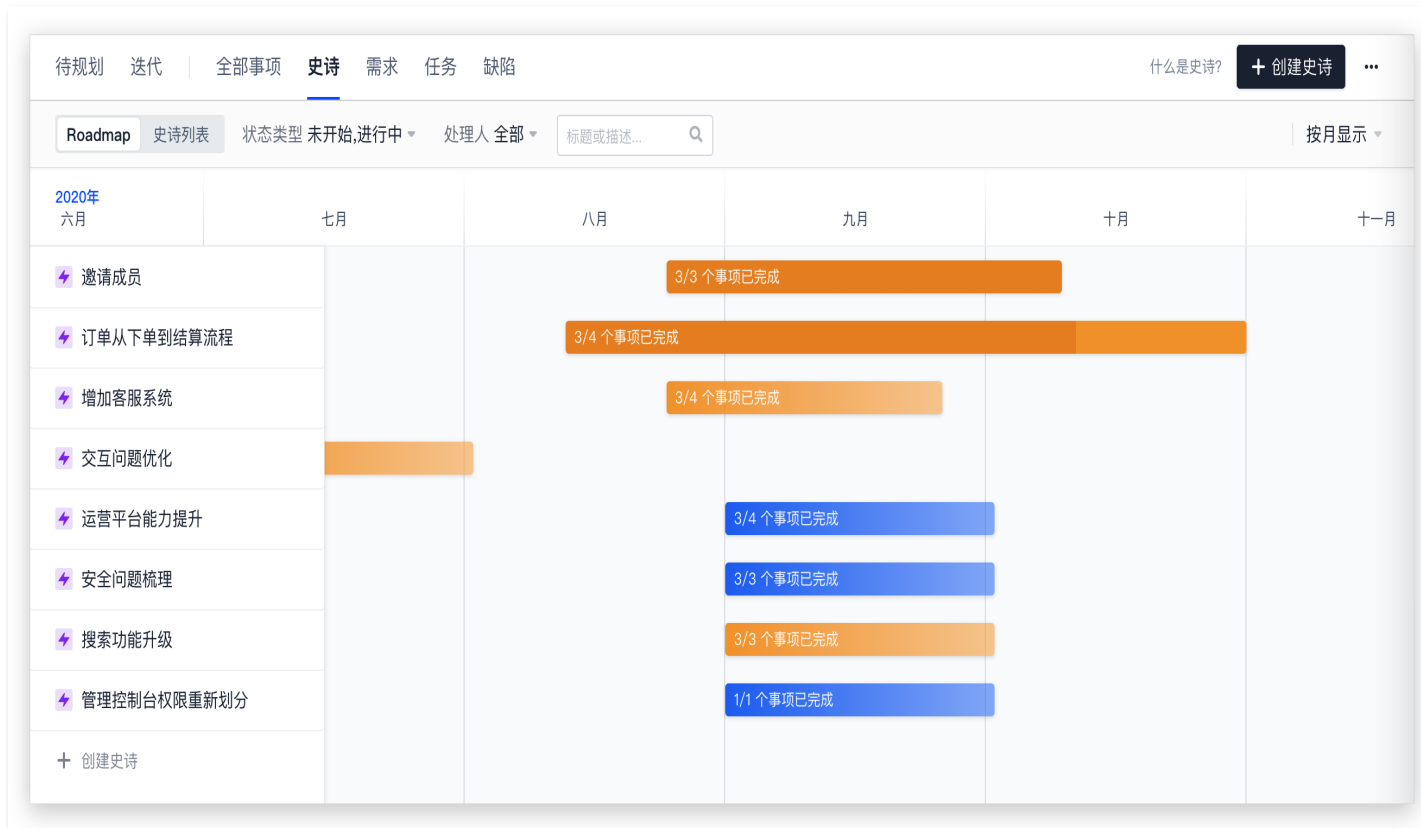 待规划 迭代 全部事项 史诗 需求 任务 缺陷 什么是史诗? + 创建史诗 •••
Roadmap 史诗列表 状态类型 未开始,进行中 处理人 全部 标题或描述... 按月显示
2020年
六月 七月 八月 九月 十月 十一月
邀请成员 3/3 个事项已完成
订单从下单到结算流程 3/4 个事项已完成
增加客服系统 3/4 个事项已完成
交互问题优化
运营平台能力提升 3/4 个事项已完成
安全问题梳理 3/3 个事项已完成
搜索功能升级 3/3 个事项已完成
管理控制台权限重新划分 1/1 个事项已完成
+ 创建史诗